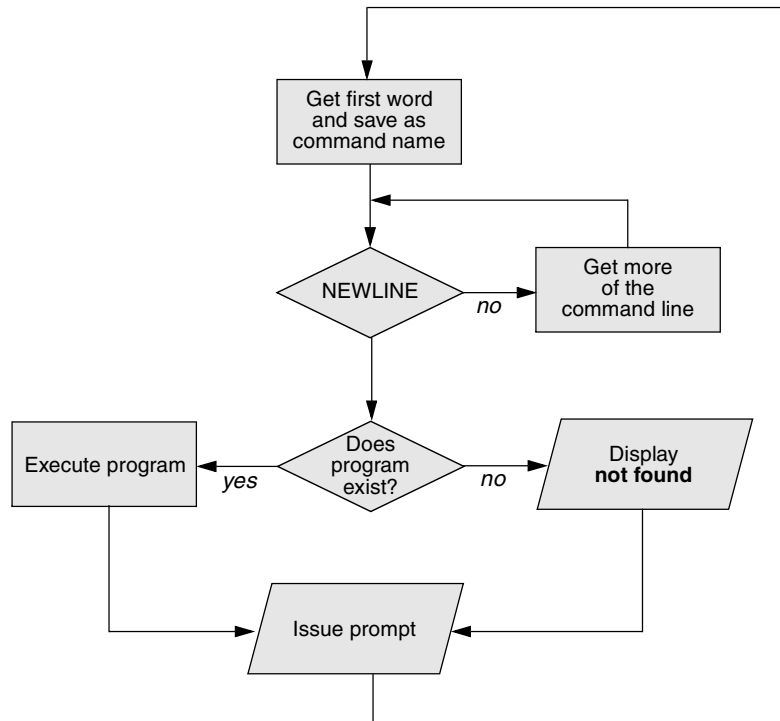 Get first word
and save as
command name
NEWLINE
no
Get more
of the
command line
Execute program
yes
Does
program
exist?
no
Display
not found
Issue prompt